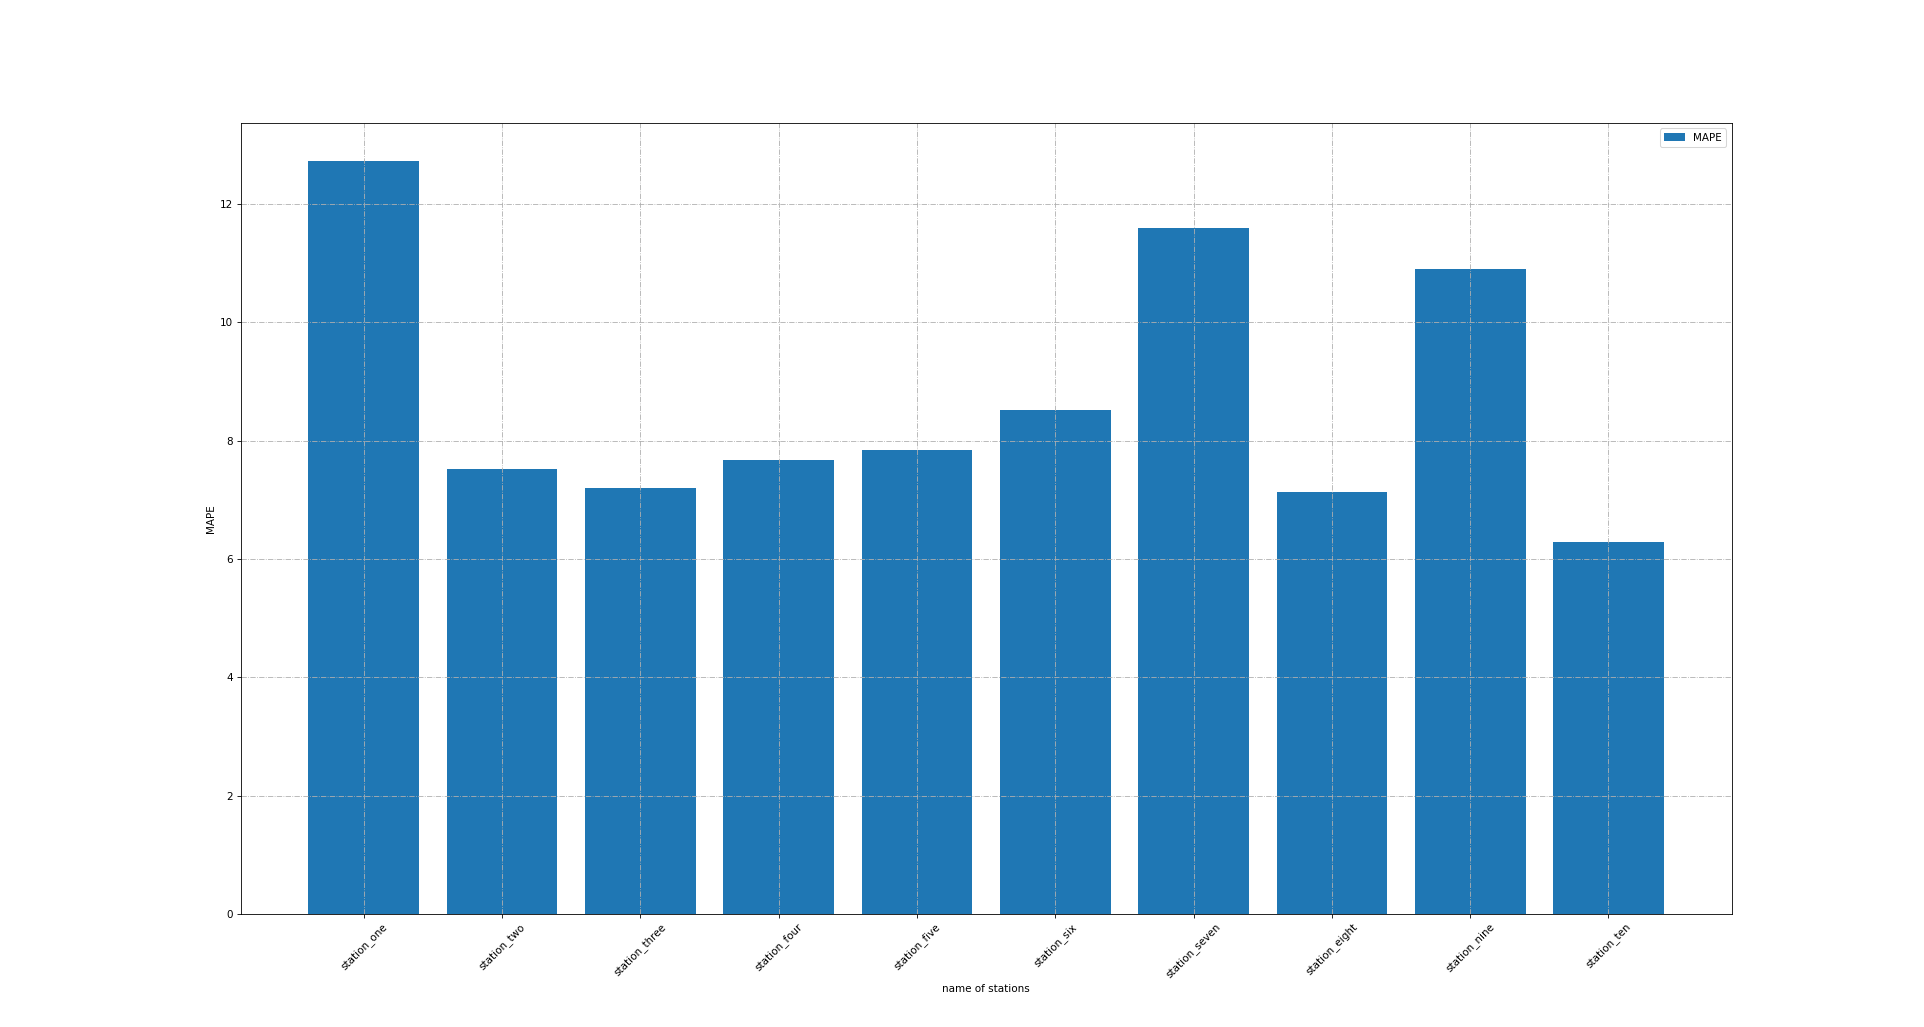 MAPE
12
10
8
6
4
2
0
MAPE
station_one
station_two
station_three
station_four
station_five
station_six
station_seven
station_eight
station_nine
station_ten
name of stations